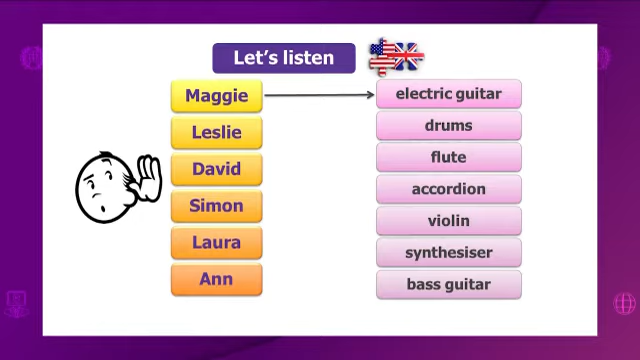 Let's listen
Maggie
Leslie
David
Simon
Laura
Ann
electric guitar
drums
flute
accordion
violin
synthesiser
bass guitar